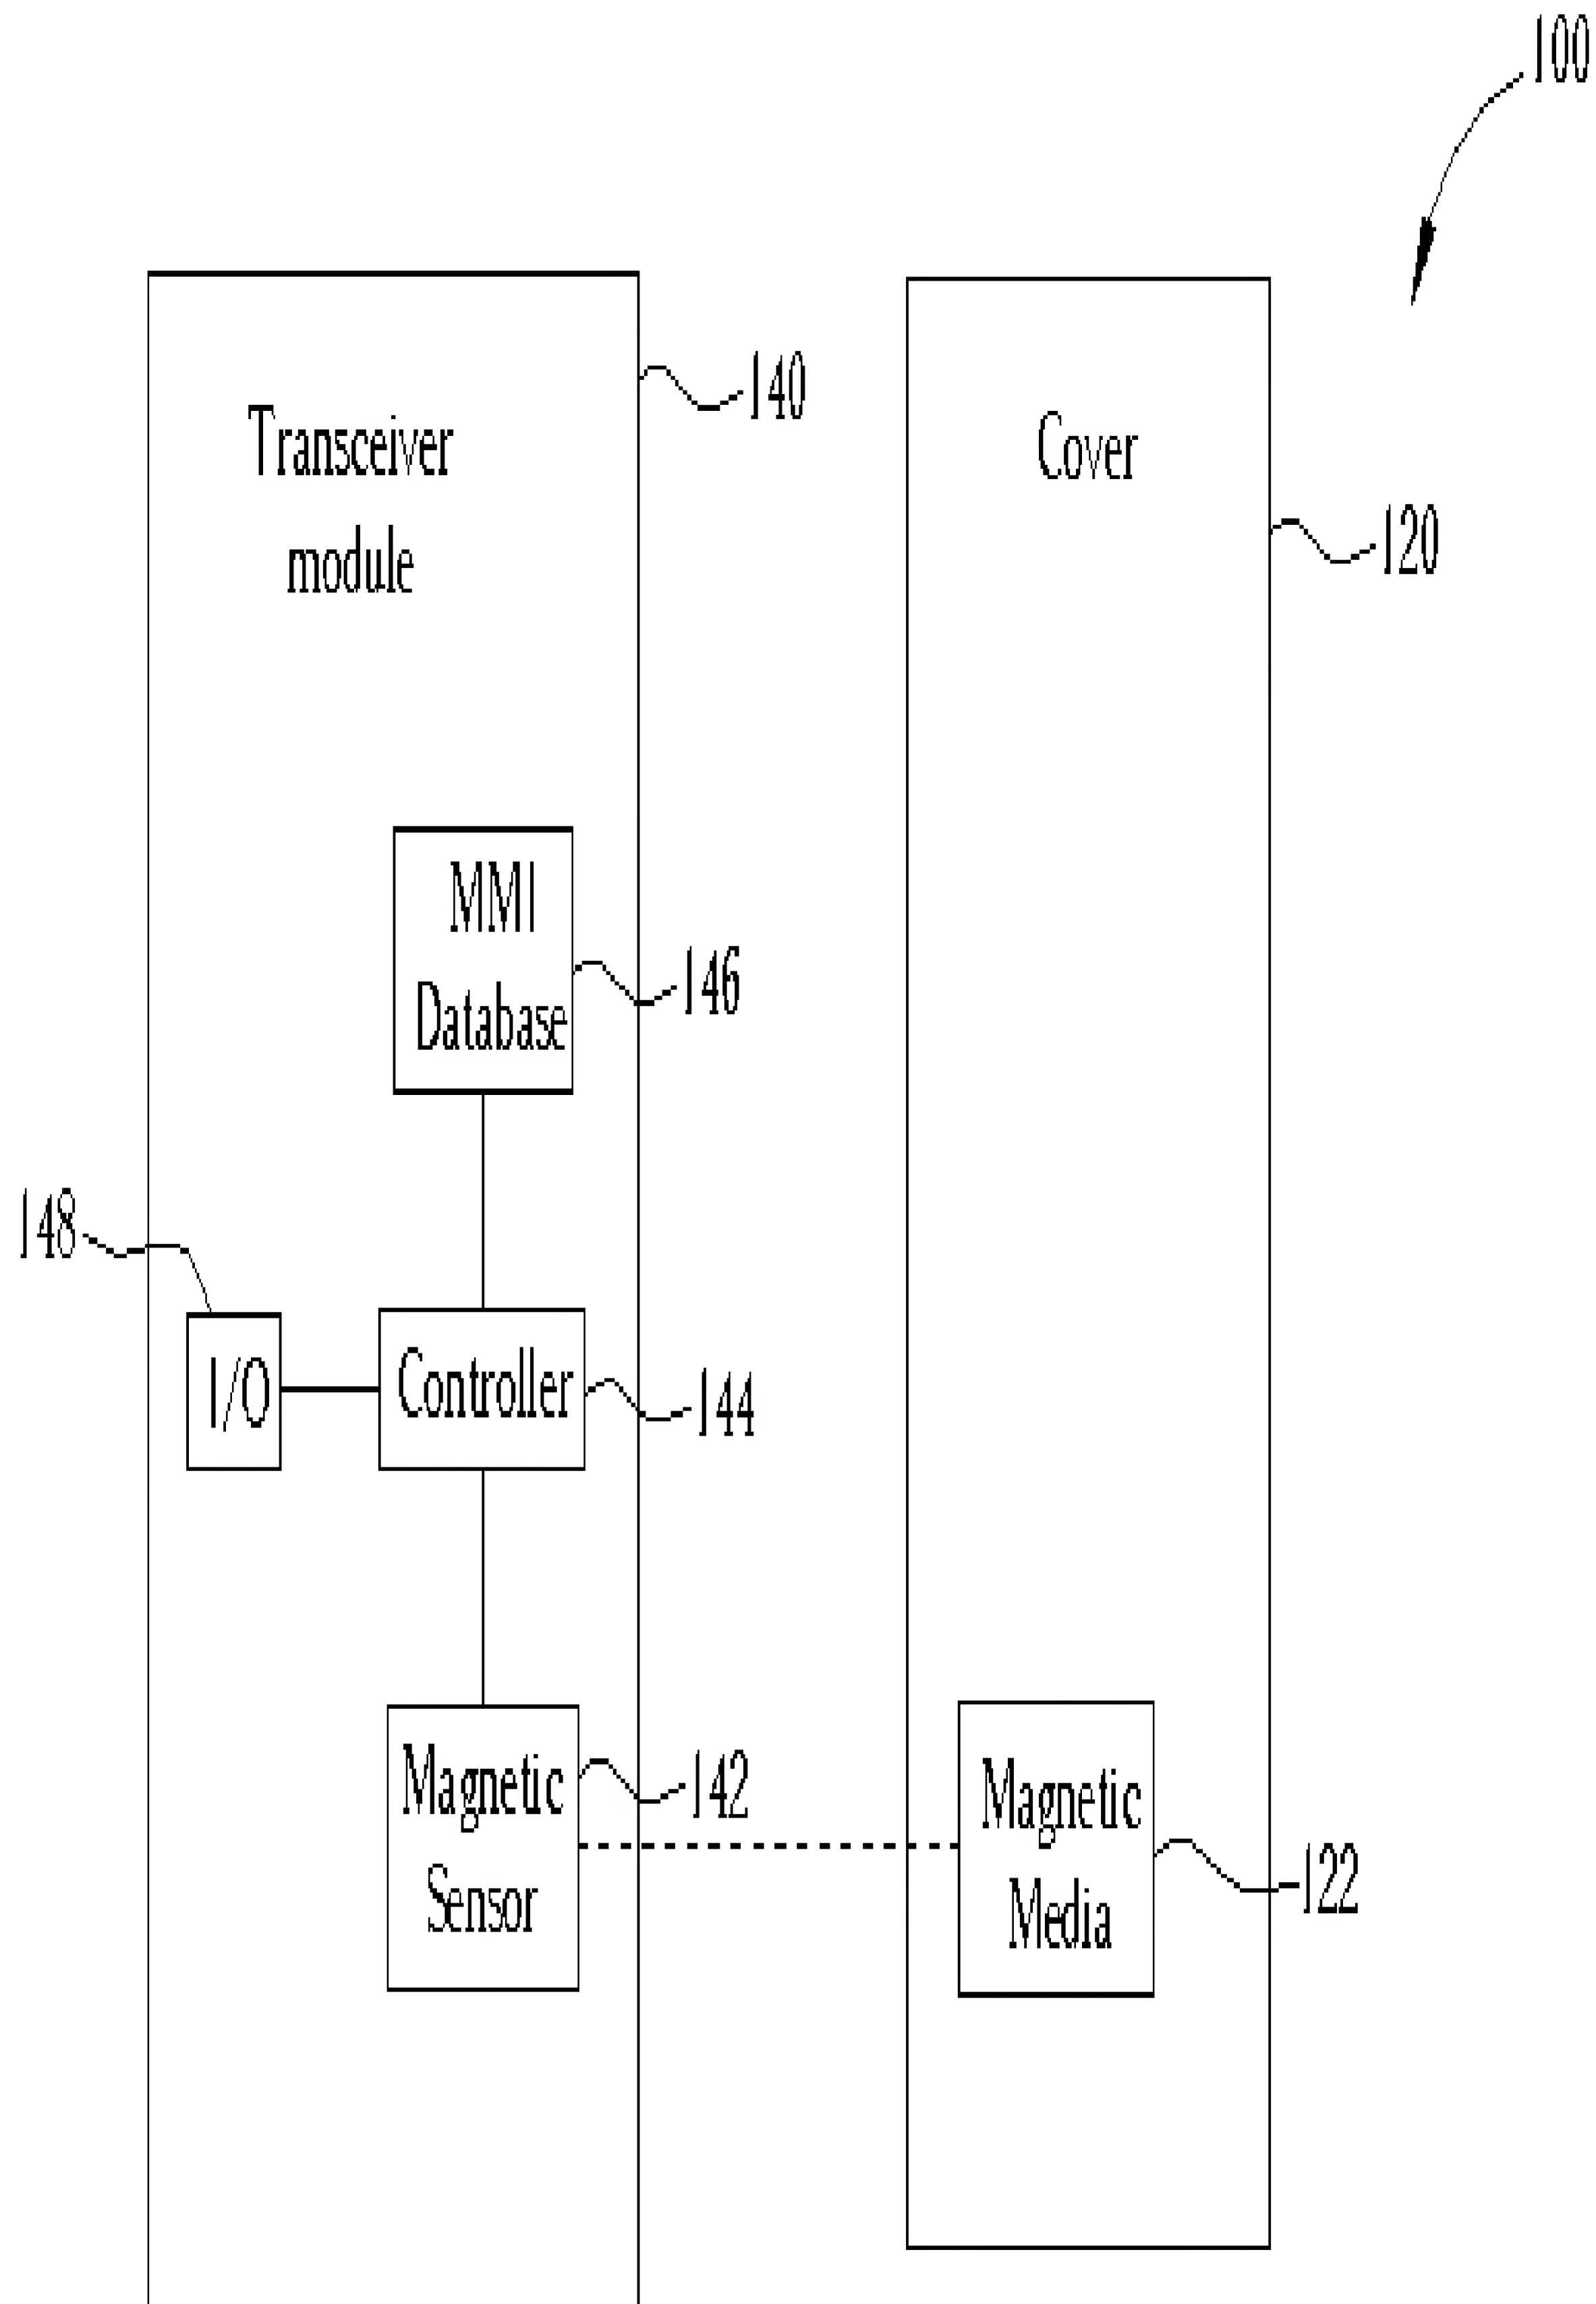 100
140
Transceiver
module
Cover
120
MMI
Database
146
148
I/O
Controller
144
Magnetic
Sensor
142
Magnetic
Media
122